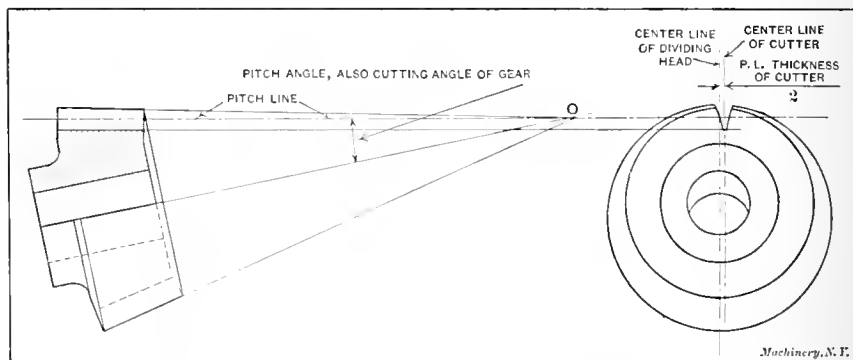 CENTER LINE
OF DIVIDING
HEAD
CENTER LINE
OF CUTTER
P.L. THICKNESS
OF CUTTER
2
PITCH ANGLE, ALSO CUTTING ANGLE OF GEAR
PITCH LINE
O
Machinery, N.Y.